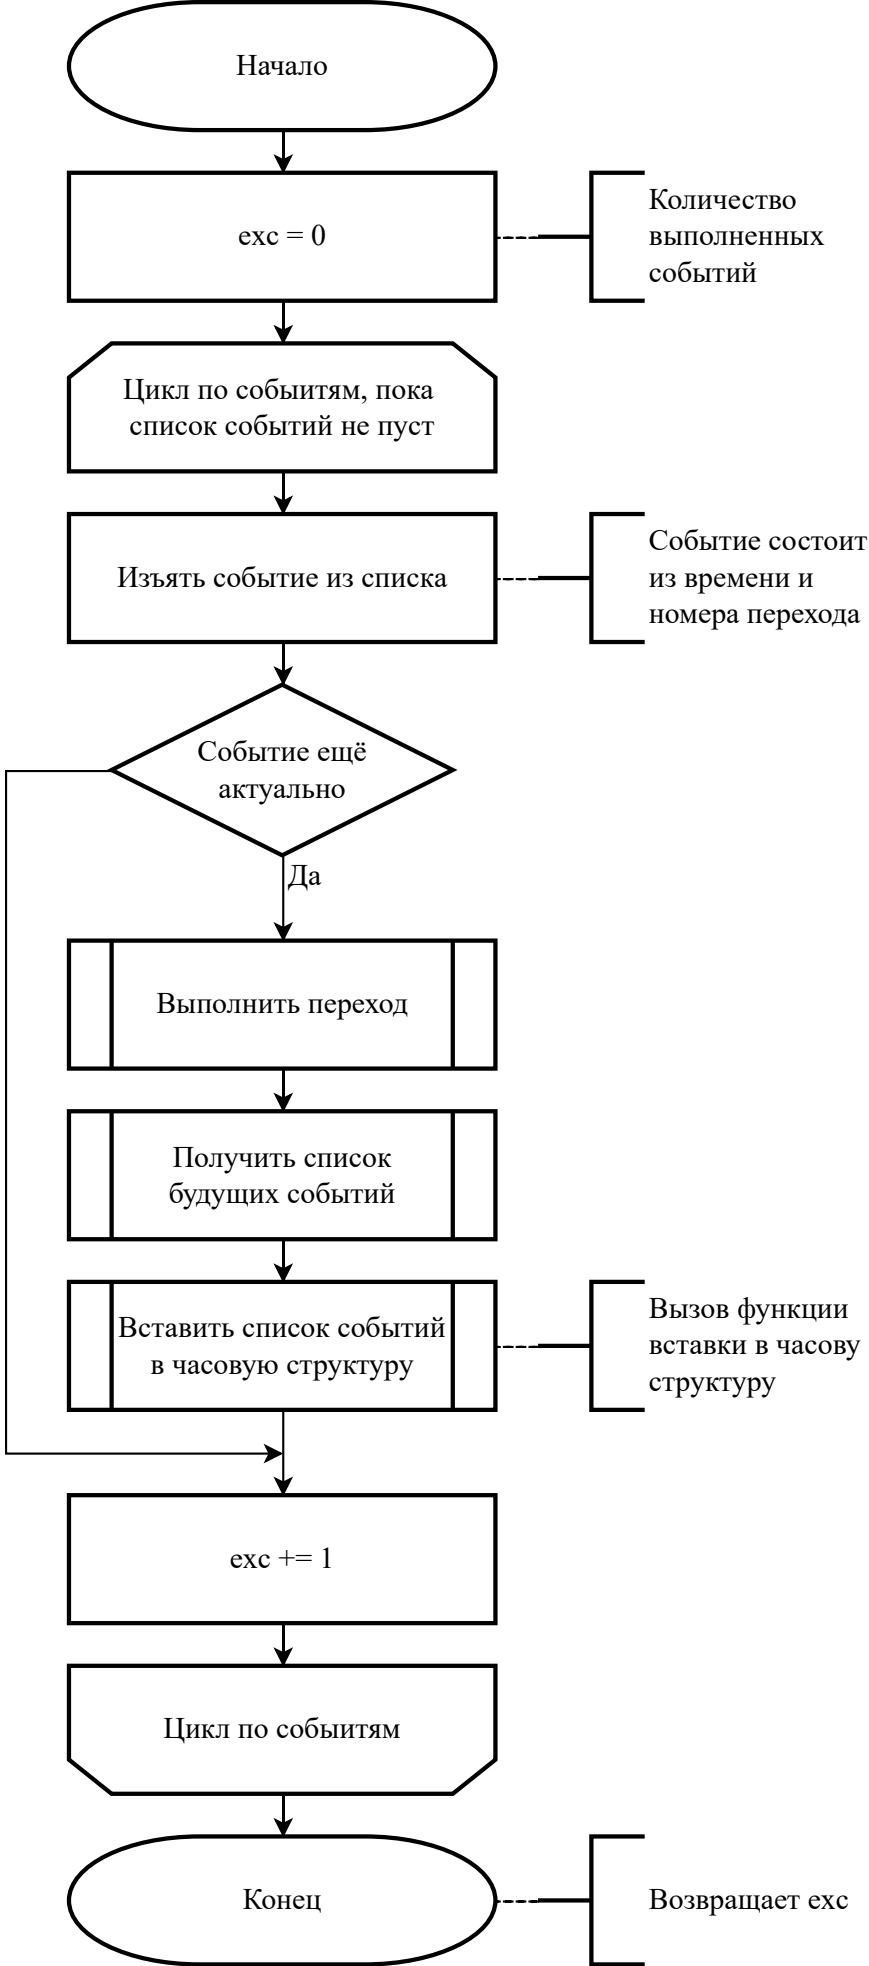 Начало
exc = 0
Количество
выполненных
событий
Цикл по собыитям, пока
список событий не пуст
Изъять событие из списка
Событие состоит
из времени и
номера перехода
Событие ещё
актуально
Да
Выполнить переход
Получить список
будущих событий
Вставить список событий
в часовую структуру
Вызов функции
вставки в часову
структуру
exc += 1
Цикл по собыитям
Конец
Возвращает exc